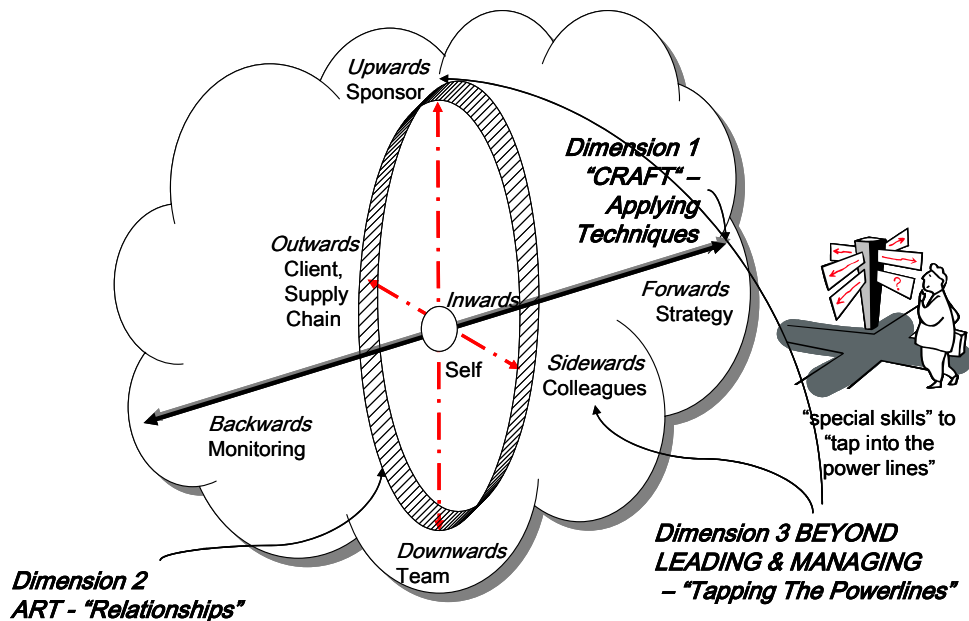 Upwards
Sponsor
Dimension 1
“CRAFT“ –
Applying
Techniques
Outwards
Client,
Supply
Chain
Inwards
Self
Forwards
Strategy
?
Sidewards
Colleagues
Backwards
Monitoring
“special skills” to
“tap into the
power lines”
Downwards
Team
Dimension 2
ART - “Relationships”
Dimension 3 BEYOND
LEADING & MANAGING
– “Tapping The Powerlines”